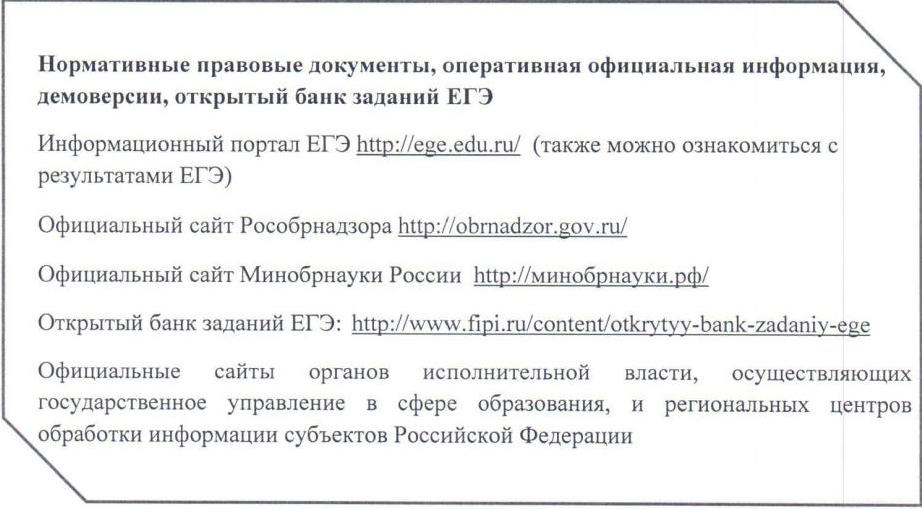 Нормативные правовые документы, оперативная официальная информация,
демоверсии, открытый банк заданий ЕГЭ
Информационный портал ЕГЭ http://ege.edu.ru/ (также можно ознакомиться с
результатами ЕГЭ)
Официальный сайт Рособрнадзора http://obrnadzor.gov.ru/
Официальный сайт Минобрнауки России http://минобрнауки.рф/
Открытый банк заданий ЕГЭ: http://www.fipi.ru/content/otkrytyy-bank-zadaniy-ege
Официальные сайты органов исполнительной власти, осуществляющих
государственное управление в сфере образования, и региональных центров
обработки информации субъектов Российской Федерации